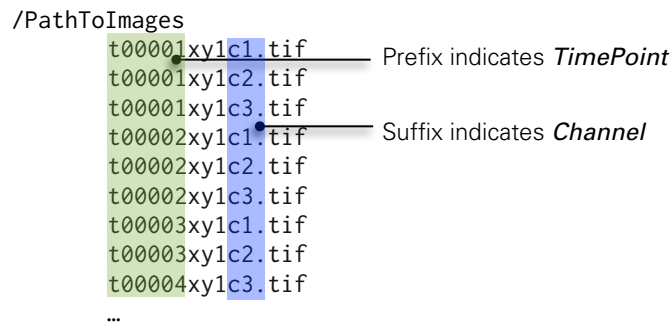 /PathToImages
t00001xy1c1.tif
Prefix indicates TimePoint
t00001xy1c2.tif
t00001xy1c3.tif
t00002xy1c1.tif
Suffix indicates Channel
t00002xy1c2.tif
t00002xy1c3.tif
t00003xy1c1.tif
t00003xy1c2.tif
t00004xy1c3.tif
…